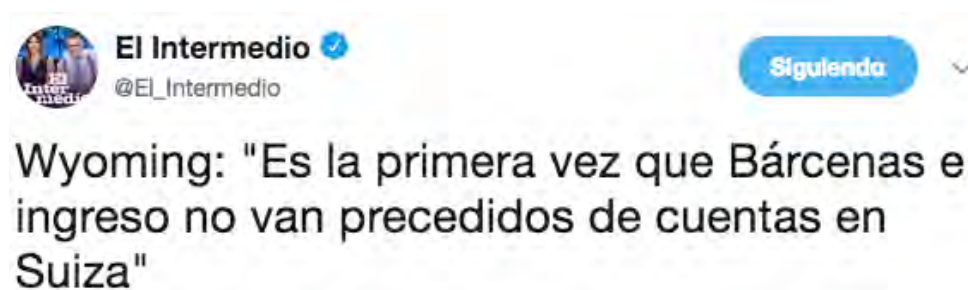 El Intermedio
@El_Intermedio
Siguiendo
Wyoming: "Es la primera vez que Bárcenas e
ingreso no van precedidos de cuentas en
Suiza"